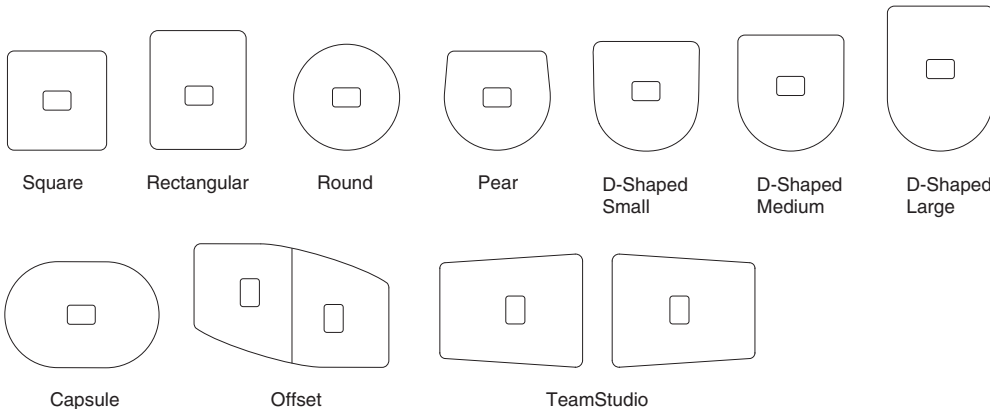 Square
Rectangular
Round
Pear
D-Shaped
Small
D-Shaped
Medium
D-Shaped
Large
Capsule
Offset
TeamStudio